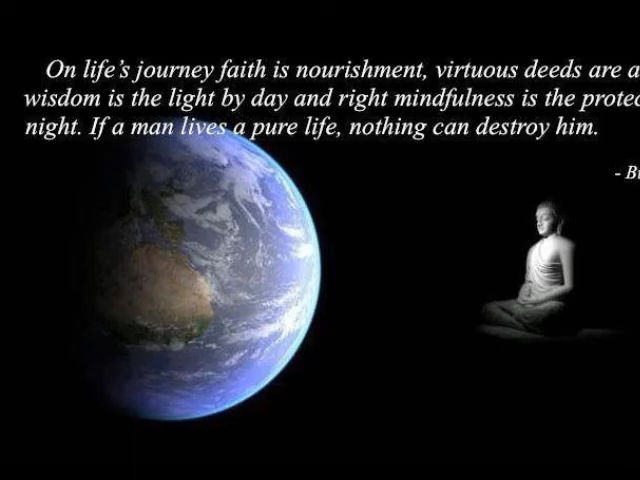 On life's journey faith is nourishment, virtuous deeds are a
wisdom is the light by day and right mindfulness is the protec
night. If a man lives a pure life, nothing can destroy him.
- B